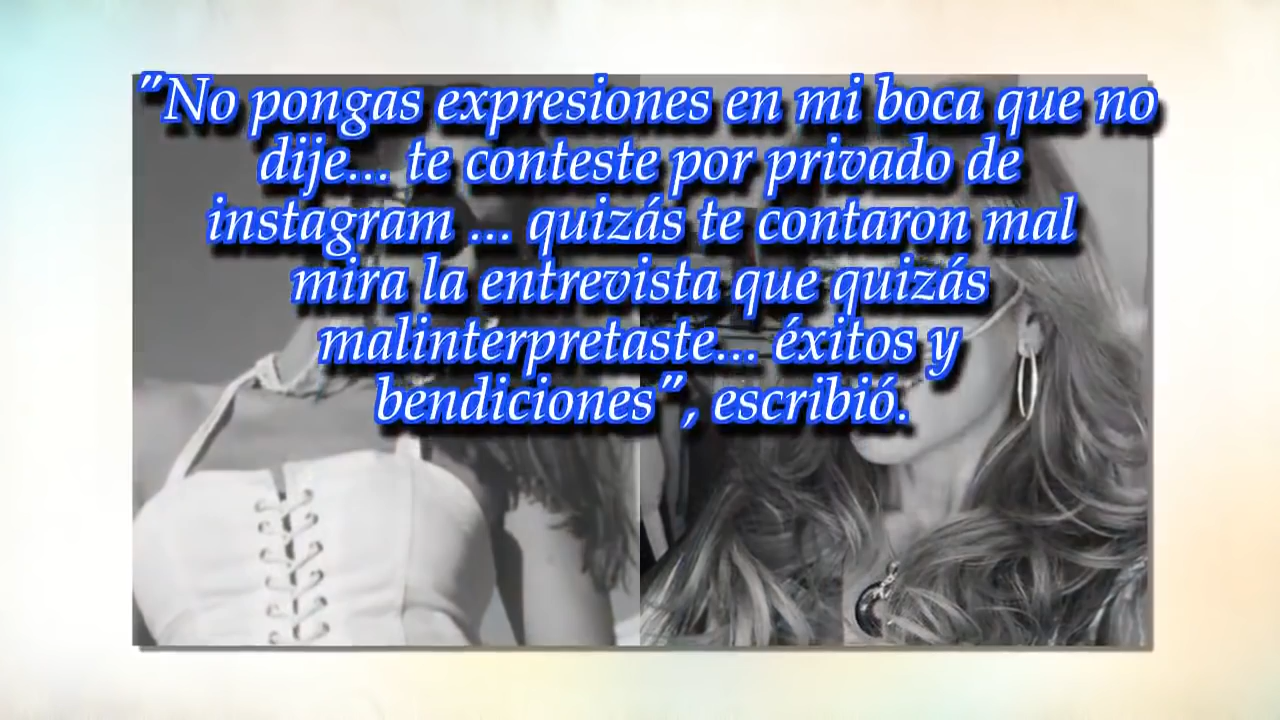 "No pongas expresiones en mi boca que no
dije... te conteste por privado de
instagram ... quizás te contaron mal
mira la entrevista que quizás
malinterpretaste... éxitos y
bendiciones", escribió.